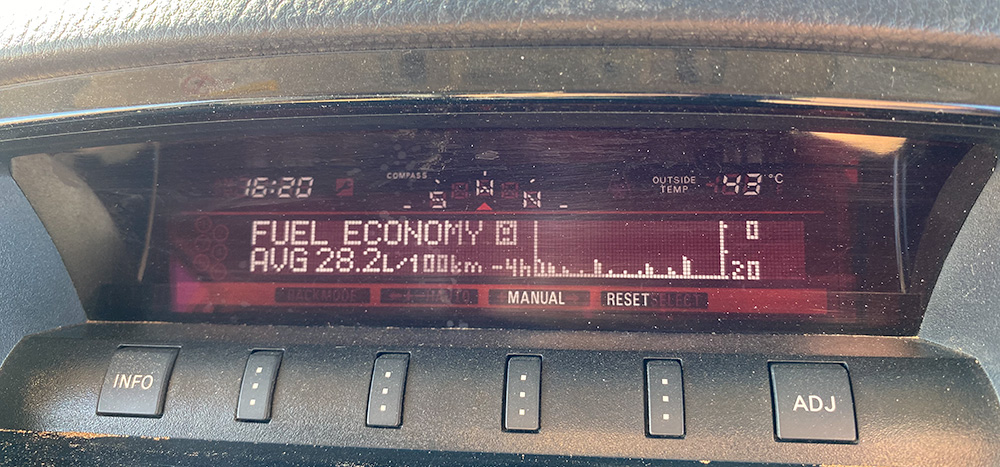 COMPASS
16:20
S W N
OUTSIDE TEMP
43°C
FUEL ECONOMY
AVG 28.2L/100km
-4h 0
0
20
MANUAL
RESET
INFO
ADJ